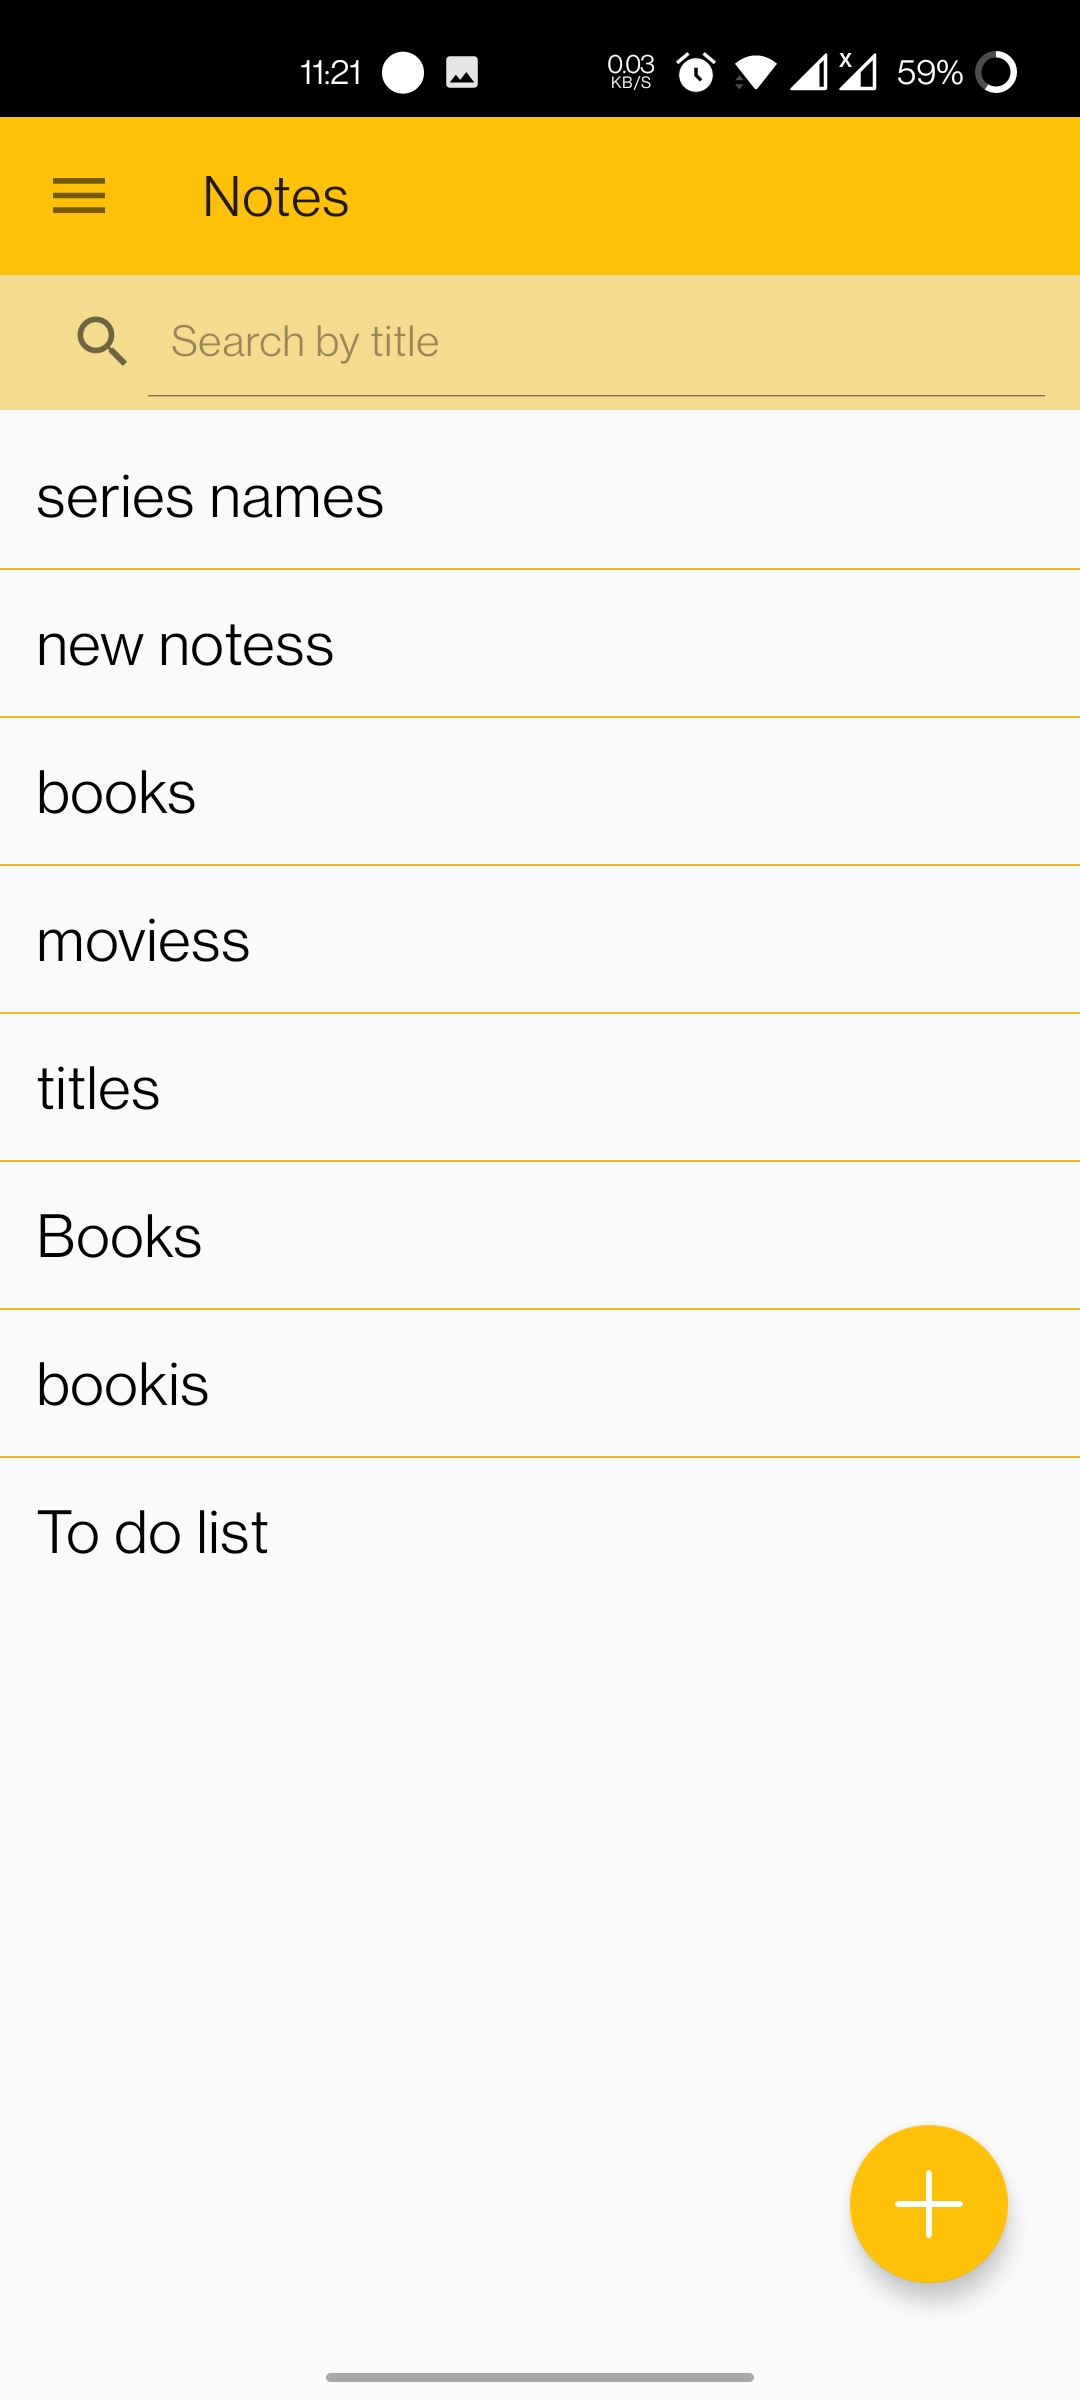 11:21 0.03 KB/S X 59%
Notes
Search by title
series names
new notess
books
moviess
titles
Books
bookis
To do list